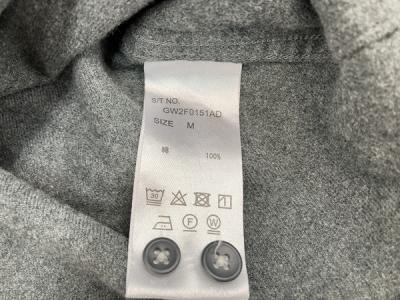 S/T NO.
GW2F0151AD
SIZE M
綿 100%
30
F W